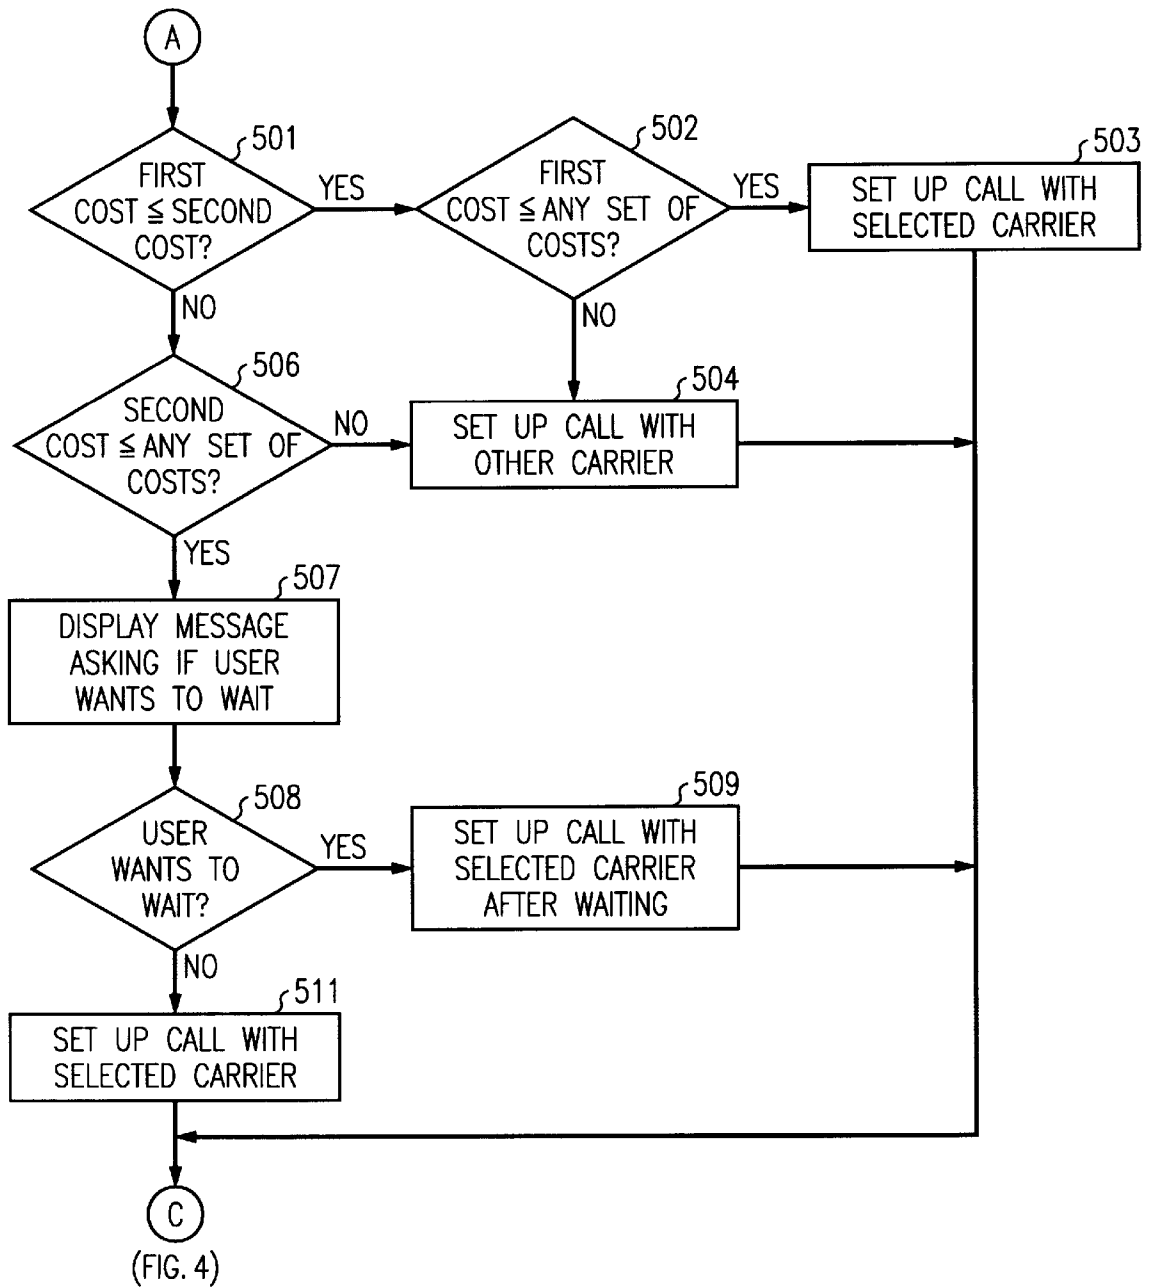 A
501
FIRST
COST ≦ SECOND
COST?
YES
502
FIRST
COST ≦ ANY SET OF
COSTS?
YES
503
SET UP CALL WITH
SELECTED CARRIER
NO
NO
506
SECOND
COST ≦ ANY SET OF
COSTS?
NO
504
SET UP CALL WITH
OTHER CARRIER
YES
507
DISPLAY MESSAGE
ASKING IF USER
WANTS TO WAIT
508
USER
WANTS TO
WAIT?
YES
509
SET UP CALL WITH
SELECTED CARRIER
AFTER WAITING
NO
511
SET UP CALL WITH
SELECTED CARRIER
C
(FIG. 4)